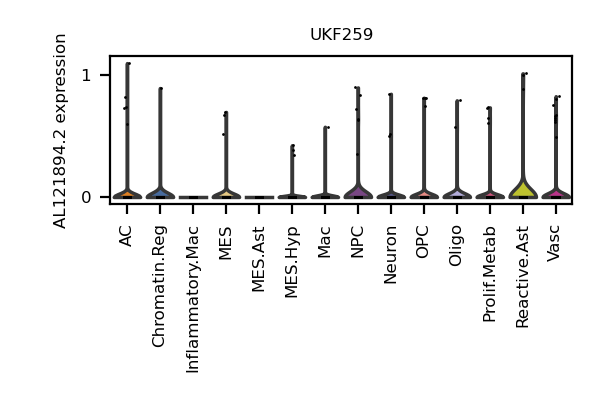 UKF259
AL121894.2 expression
1
0
AC
Chromatin.Reg
Inflammatory.Mac
MES
MES.Ast
MES.Hyp
Mac
NPC
Neuron
OPC
Oligo
Prolif.Metab
Reactive.Ast
Vasc